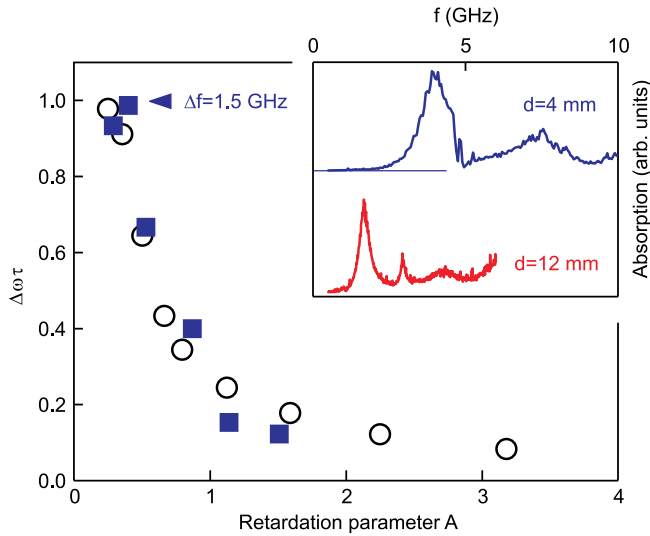 f (GHz)
0 5 10
d=4 mm
d=12 mm
Absorption (arb. units)
Δf=1.5 GHz
1.0
0.8
0.6
0.4
0.2
0.0
Δωτ
0 1 2 3 4
Retardation parameter A